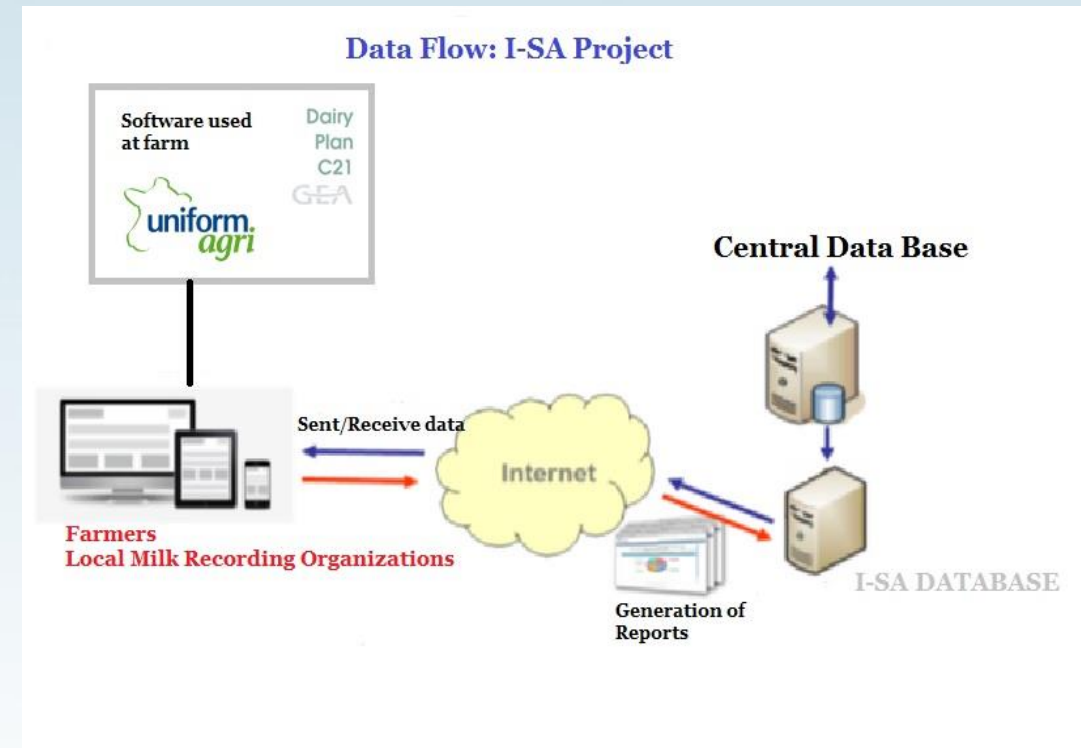 Data Flow: I-SA Project
Software used
at farm
Dairy
Plan
C21
GEA
uniform.
agri
Central Data Base
Sent/Receive data
Internet
Farmers
Local Milk Recording Organizations
I-SA DATABASE
Generation of
Reports